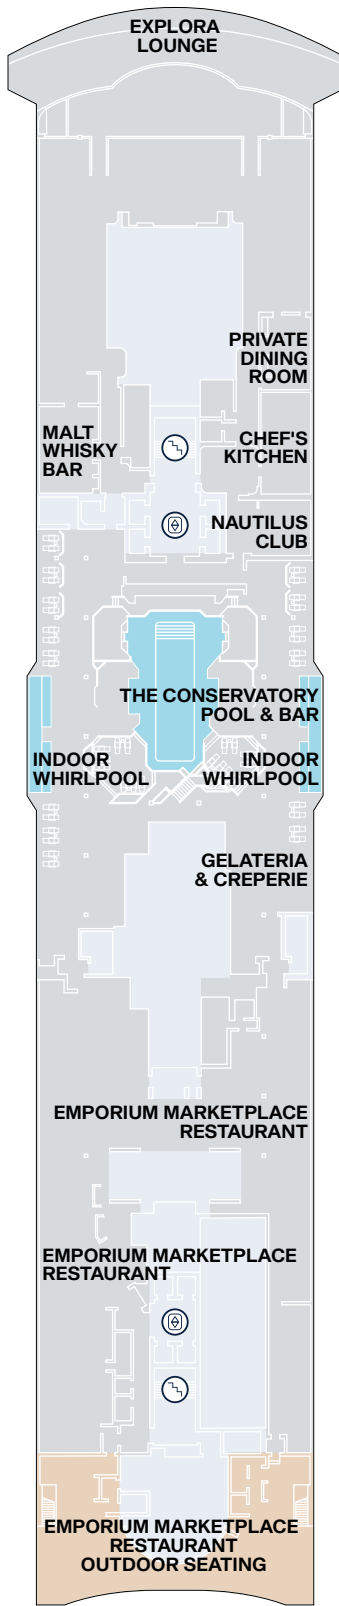 EXPLORA
LOUNGE
PRIVATE
DINING
ROOM
MALT
WHISKY
BAR
CHEF'S
KITCHEN
NAUTILUS
CLUB
THE CONSERVATORY
POOL & BAR
INDOOR
WHIRLPOOL
INDOOR
WHIRLPOOL
GELATERIA
& CREPERIE
EMPORIUM MARKETPLACE
RESTAURANT
EMPORIUM MARKETPLACE
RESTAURANT
EMPORIUM MARKETPLACE
RESTAURANT
OUTDOOR SEATING